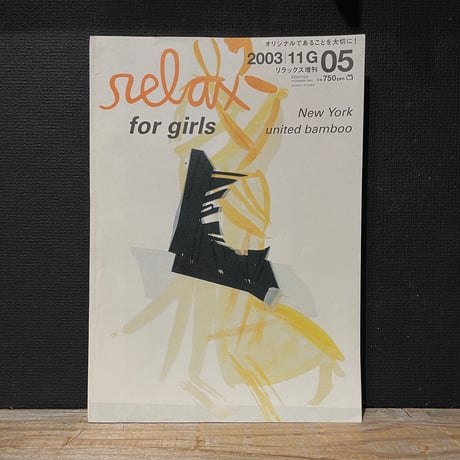 オリジナルであることを大切に!
relax
2003 11G 05
リラックス増刊
750yen
for girls
New York
united bamboo